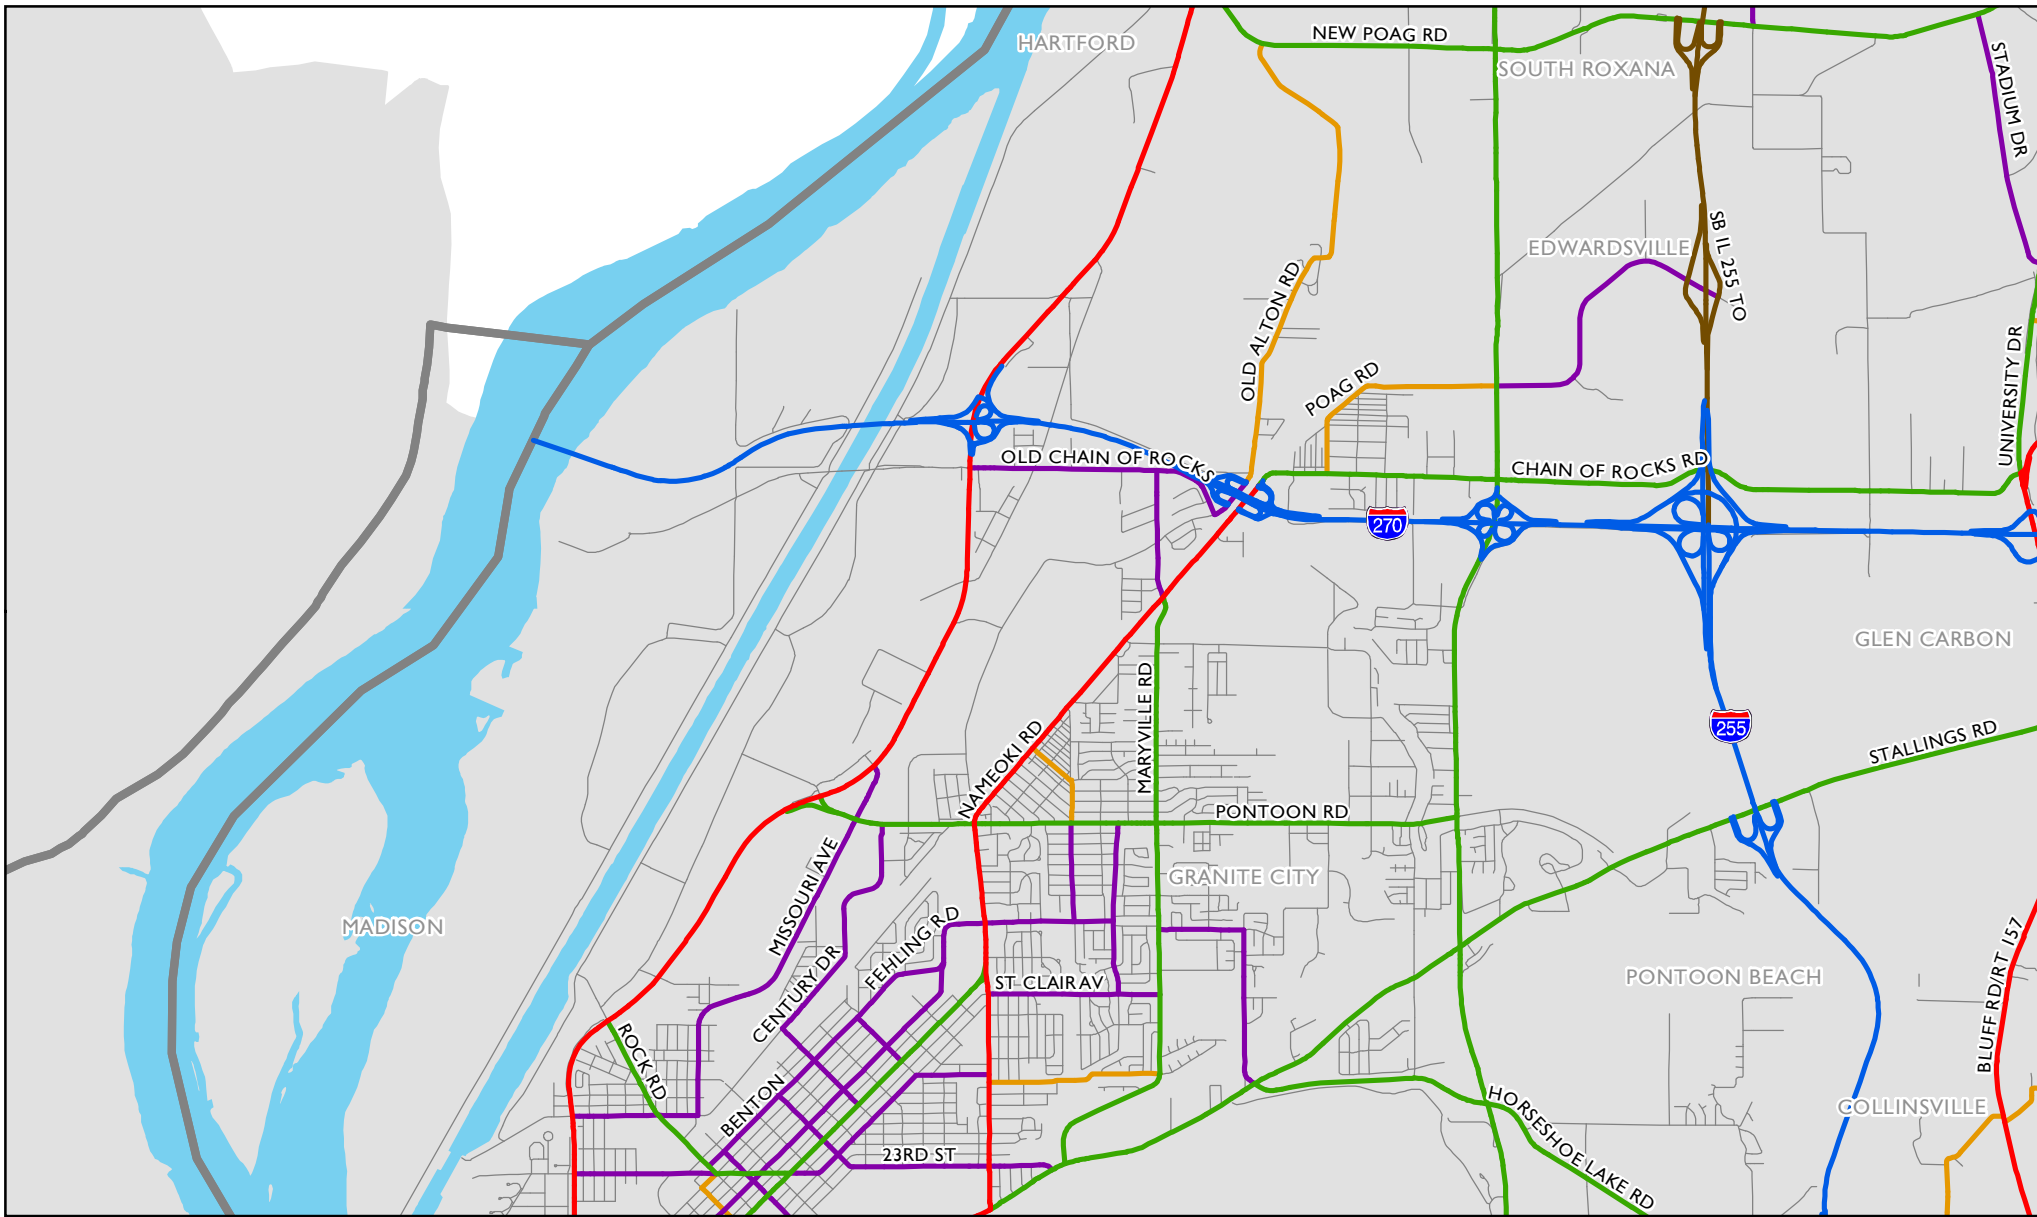 HARTFORD
NEW POAG RD
SOUTH ROXANA
STADIUM DR
EDWARDSVILLE
SB IL 255 TO
OLD ALTON RD
POAG RD
UNIVERSITY DR
OLD CHAIN OF ROCKS
CHAIN OF ROCKS RD
270
GLEN CARBON
MARYVILLE RD
255
STALLINGS RD
NAMEOKI RD
PONTOON RD
MISSOURI AVE
GRANITE CITY
MADISON
FEHLING RD
CENTURY DR
ST CLAIR AV
PONTOON BEACH
BLUFF RD/RT 157
ROCK RD
BENTON
HORSESHOE LAKE RD
COLLINSVILLE
23RD ST